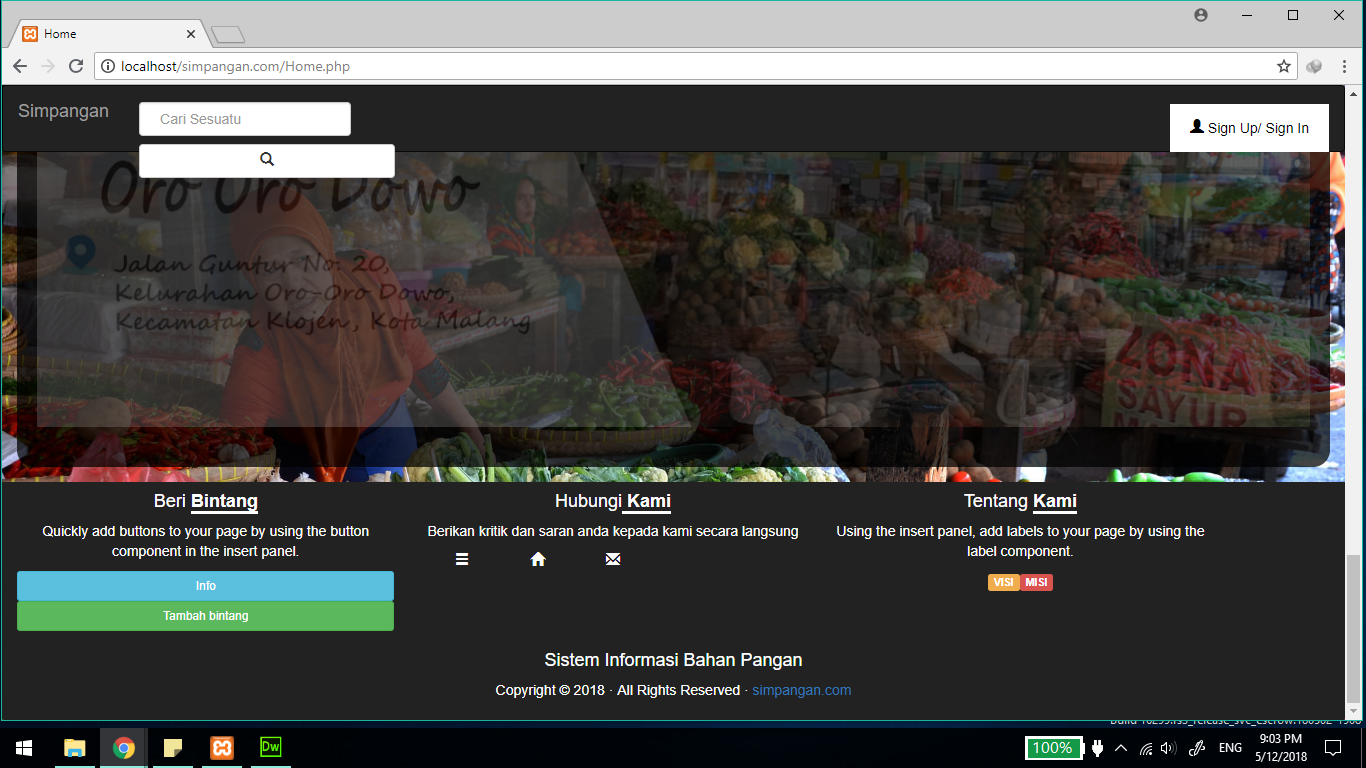 Home
localhost/simpangan.com/Home.php
Simpangan
Cari Sesuatu
Sign Up/ Sign In
Oro Oro Dowo
Jalan Guntur No. 20,
Kelurahan Oro-Oro Dowo,
Kecamatan Klojen, Kota Malang
ZONA
SAYUR
Beri Bintang
Quickly add buttons to your page by using the button
component in the insert panel.
Info
Tambah bintang
Hubungi Kami
Berikan kritik dan saran anda kepada kami secara langsung
Tentang Kami
Using the insert panel, add labels to your page by using the
label component.
VISI MISI
Sistem Informasi Bahan Pangan
Copyright © 2018 · All Rights Reserved · simpangan.com
Dw
100%
ENG
9:03 PM
5/12/2018